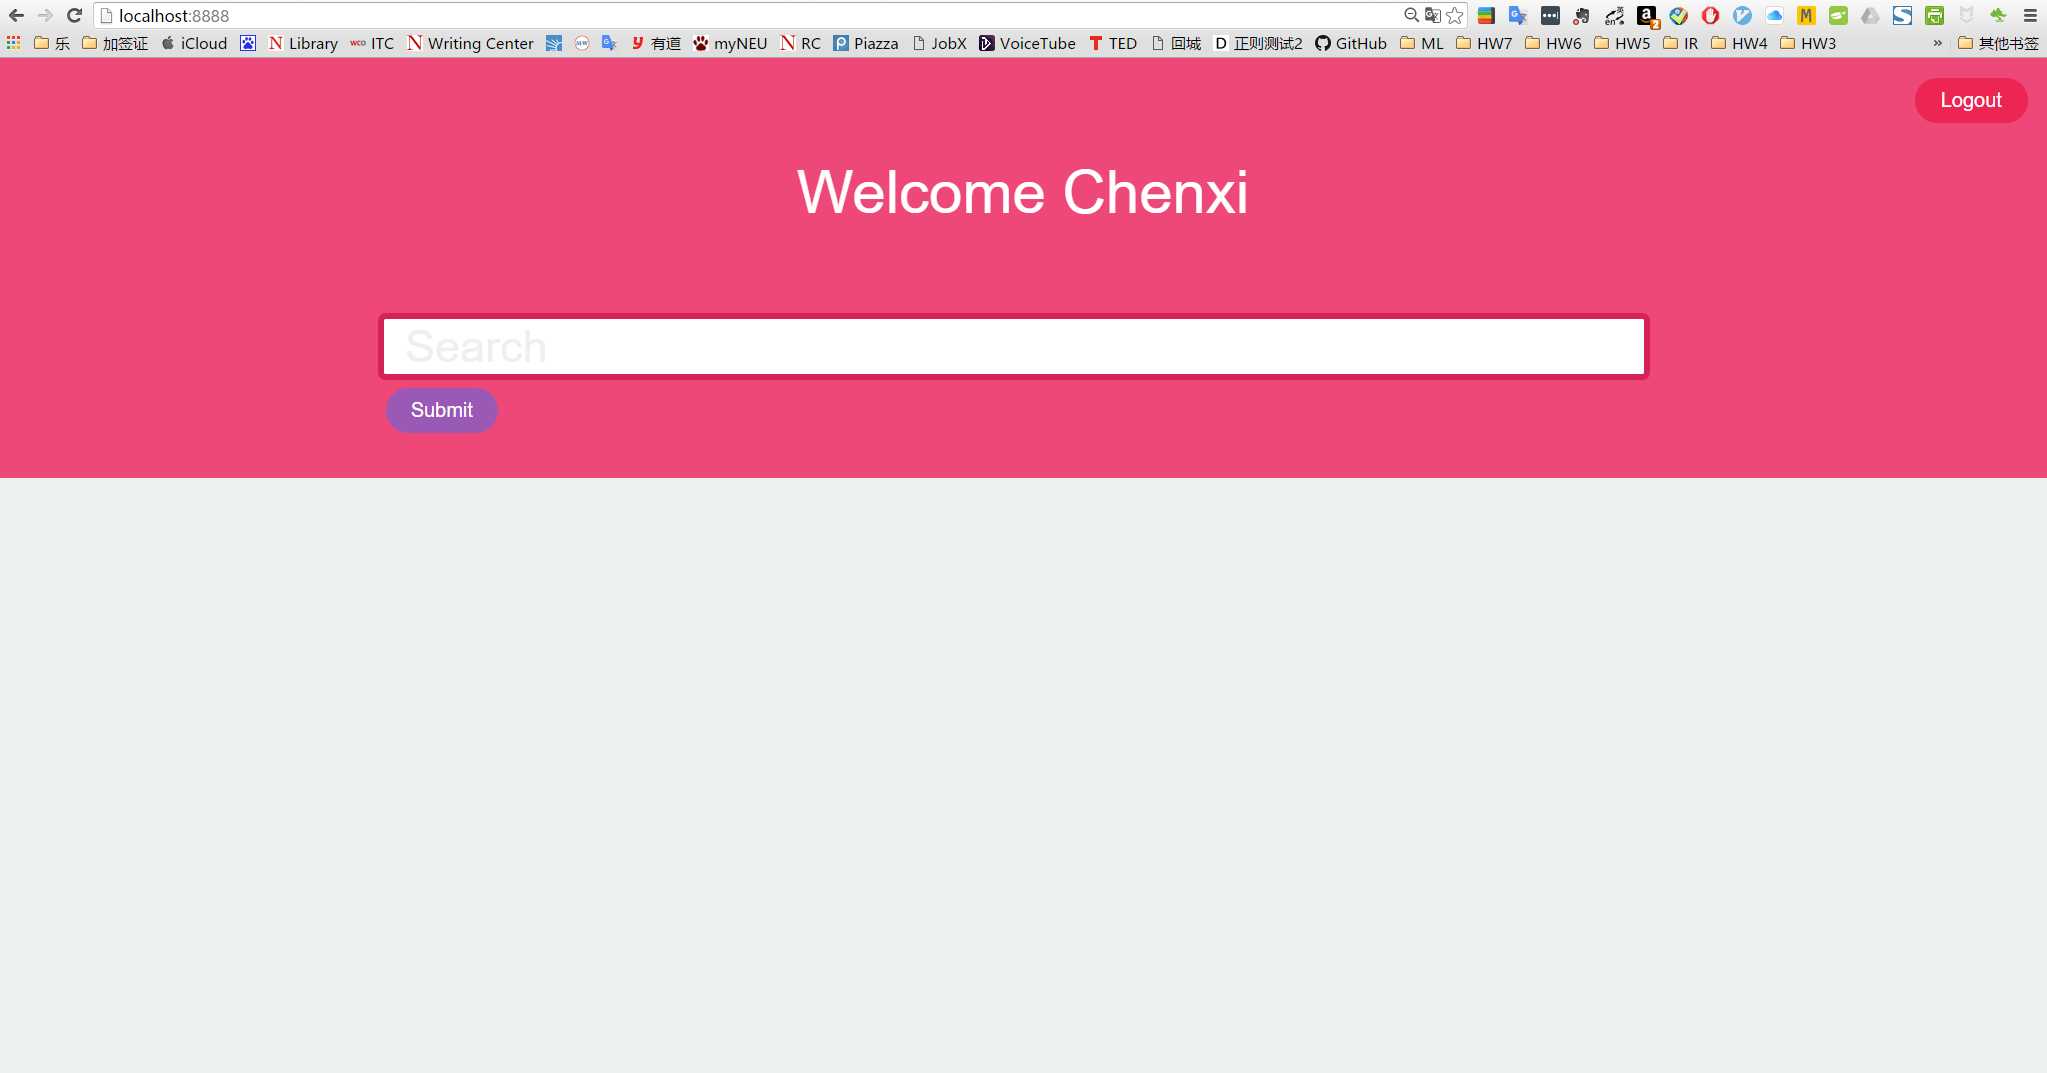 localhost:8888
乐 加签证 iCloud Library WCO ITC Writing Center M-W 有道 myNEU RC Piazza JobX VoiceTube TED 回城 D 正则测试2 GitHub ML HW7 HW6 HW5 IR HW4 HW3 » 其他书签
Logout
Welcome Chenxi
Search
Submit